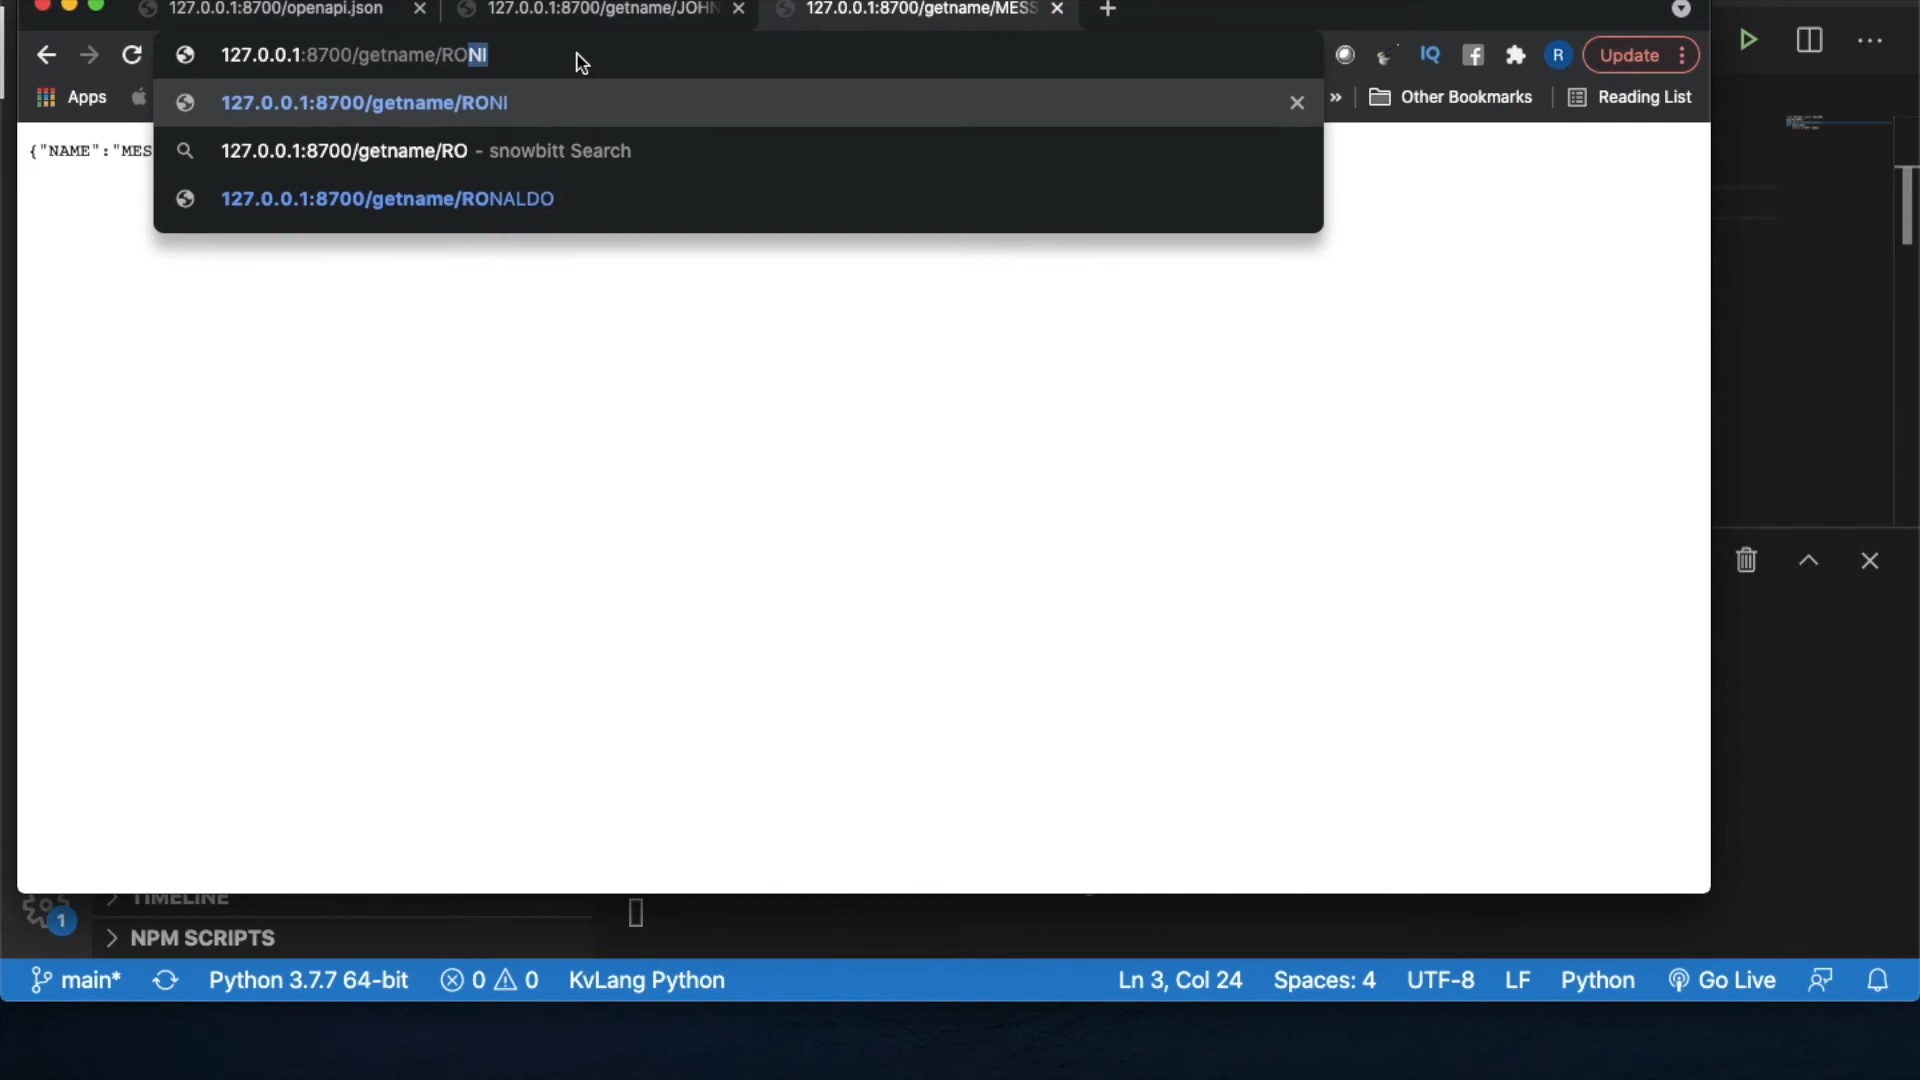 127.0.0.1:8700/openapi.json 127.0.0.1:8700/getname/JOHN 127.0.0.1:8700/getname/MESS
127.0.0.1:8700/getname/RONI IQ R Update
Apps 127.0.0.1:8700/getname/RONI Other Bookmarks Reading List
{"NAME":"MES 127.0.0.1:8700/getname/RO - snowbitt Search
127.0.0.1:8700/getname/RONALDO
TIMELINE
1
NPM SCRIPTS
main* Python 3.7.7 64-bit 0 0 KvLang Python Ln 3, Col 24 Spaces: 4 UTF-8 LF Python Go Live